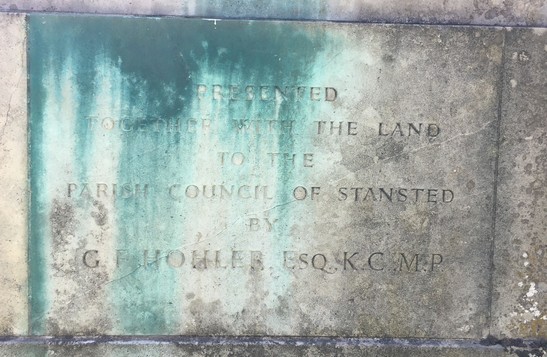 PRESENTED
TOGETHER WITH THE LAND
TO THE
PARISH COUNCIL OF STANSTED
BY
G. F. HOHLER. ESQ. K.C. M.P